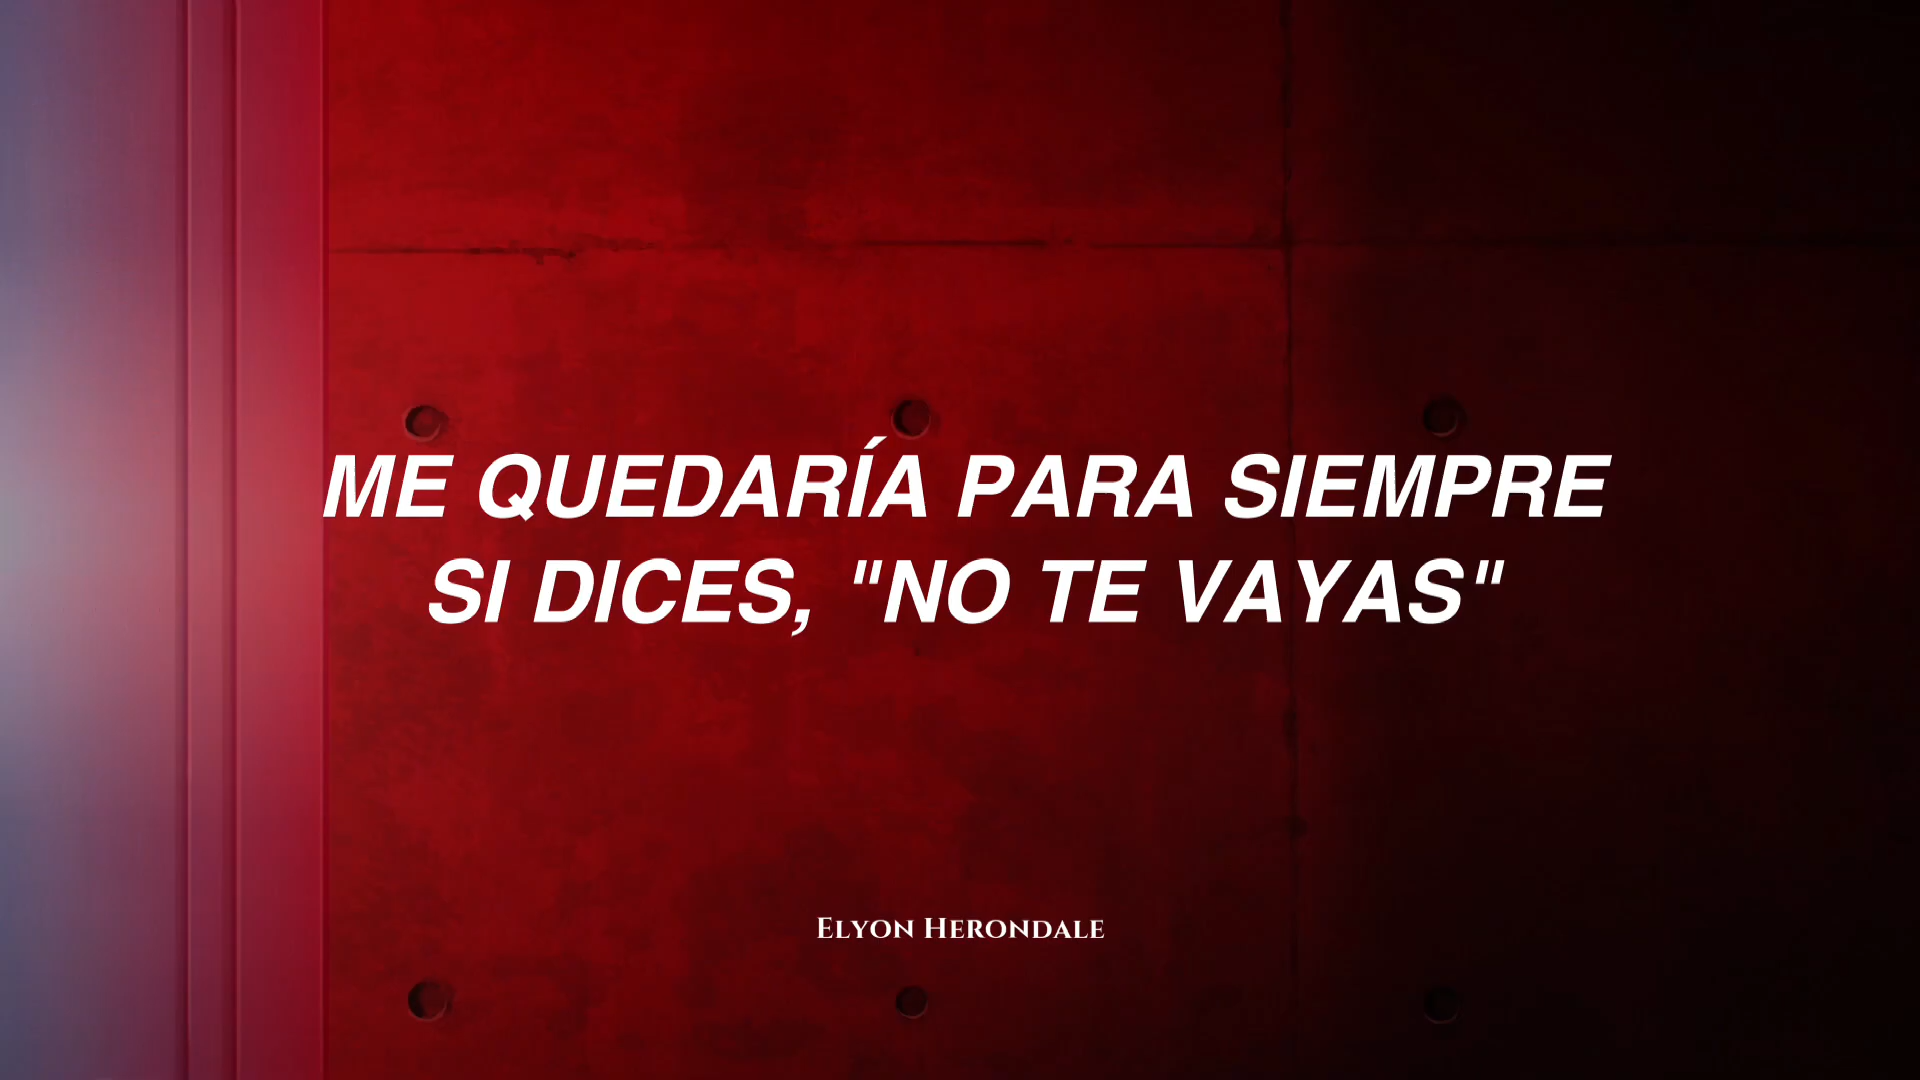 ME QUEDARÍA PARA SIEMPRE
SI DICES, "NO TE VAYAS"
Elyon Herondale